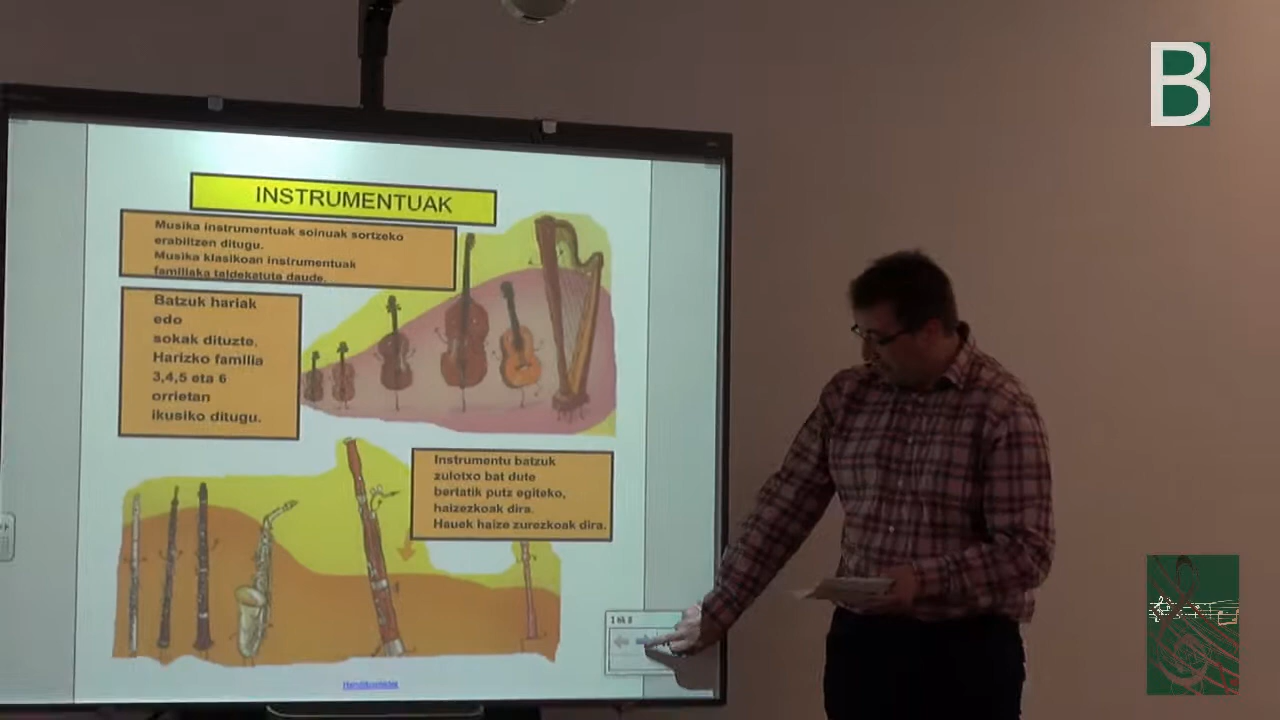 B
INSTRUMENTUAK
Musika instrumentuak soinuak sortzeko
erabiltzen ditugu.
Musika klasikoan instrumentuak
familiaka taldekatuta daude.
Batzuk hariak
edo
sokak dituzte.
Harizko familia
3,4,5 eta 6
orrietan
ikusiko ditugu.
Instrumentu batzuk
zulotxo bat dute
bertatik putz egiteko,
haizezkoak dira.
Hauek haize zurezkoak dira.